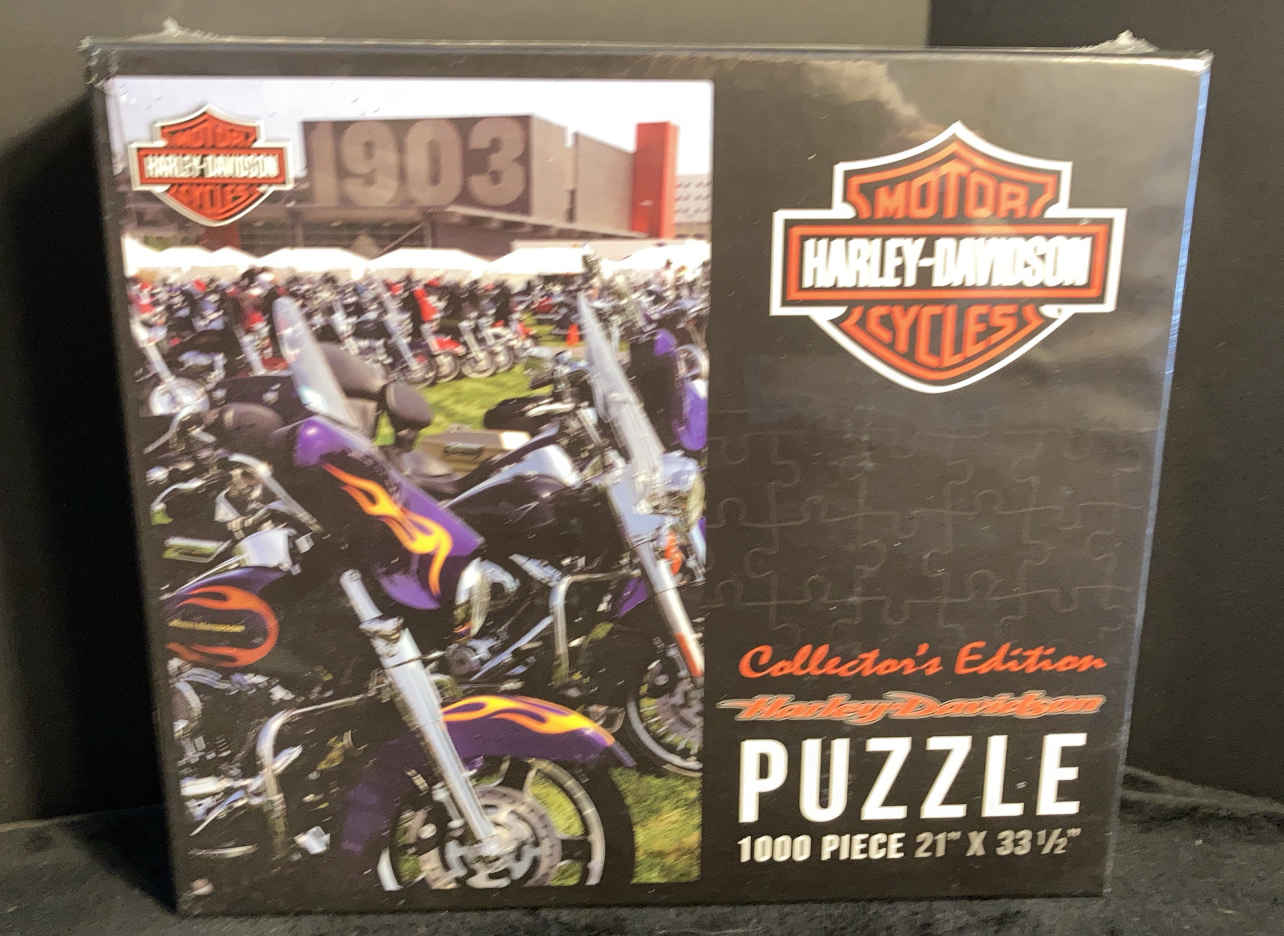 MOTOR
HARLEY-DAVIDSON
CYCLES
1903
MOTOR
HARLEY-DAVIDSON
CYCLES
Collector's Edition
Harley-Davidson
PUZZLE
1000 PIECE 21" X 33 1/2"